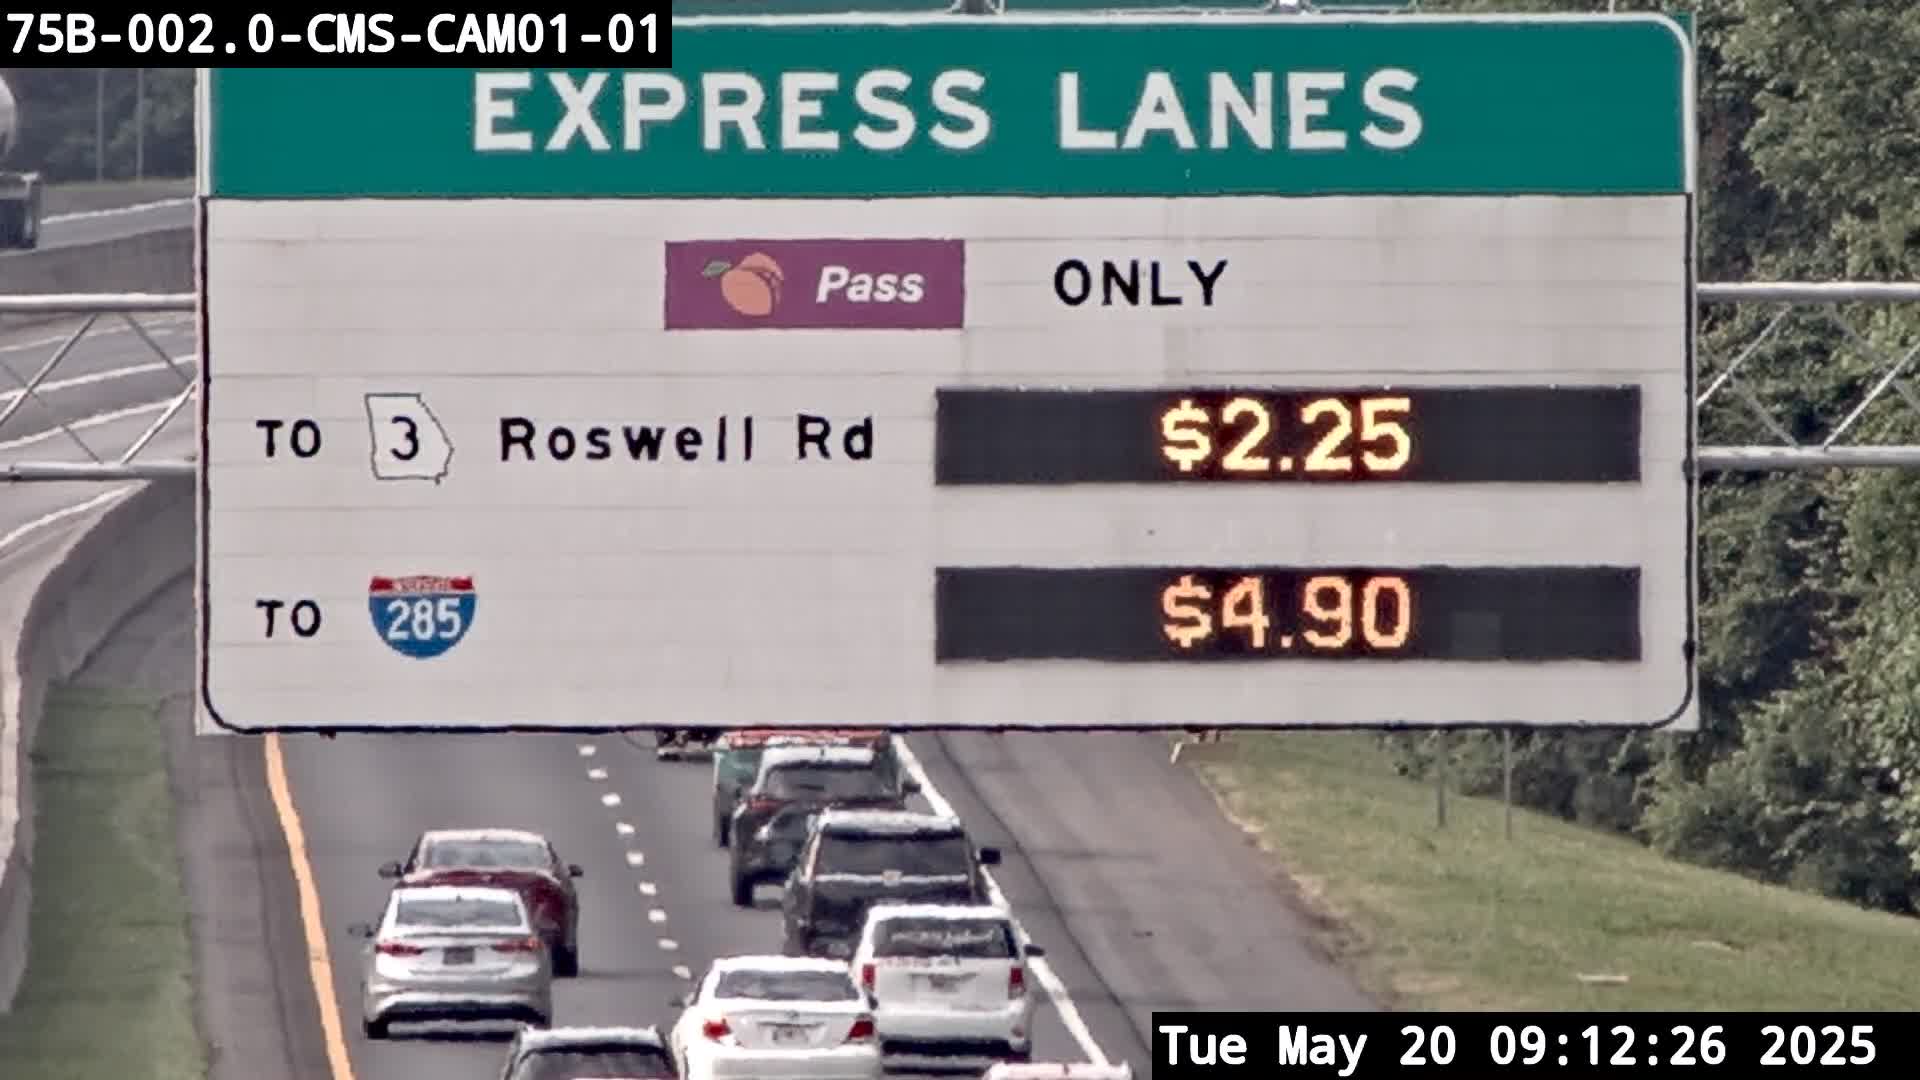 75B-002.0-CMS-CAM01-01
EXPRESS LANES
Pass ONLY
TO 3 Roswell Rd $2.25
INTERSTATE
TO 285 $4.90
Tue May 20 09:12:26 2025